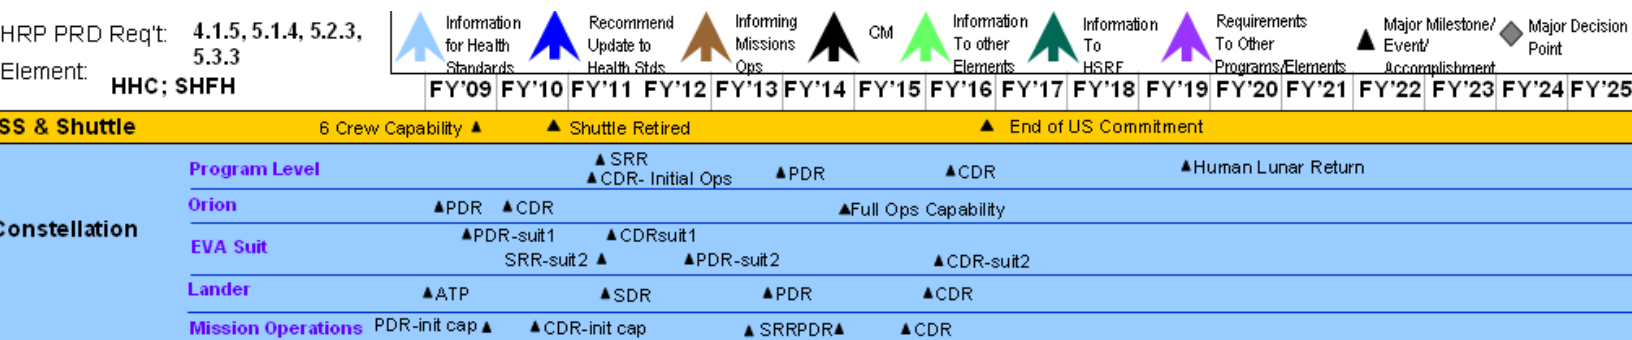 HRP PRD Req't: 4.1.5, 5.1.4, 5.2.3,
5.3.3
Element:
HHC; SHFH
Information
for Health
Standards
Recommend
Update to
Health Stds
Informing
Missions
Ops
CM
Information
To other
Elements
Information
To
HSRF
Requirements
To Other
Programs/Elements
Major Milestone/
Event/
Accomplishment
Major Decision
Point
FY'09 FY'10 FY'11 FY'12 FY'13 FY'14 FY'15 FY'16 FY'17 FY'18 FY'19 FY'20 FY'21 FY'22 FY'23 FY'24 FY'25
SS & Shuttle 6 Crew Capability Shuttle Retired End of US Commitment
Constellation
Program Level SRR
CDR- Initial Ops PDR CDR Human Lunar Return
Orion PDR CDR Full Ops Capability
EVA Suit PDR-suit1 CDRsuit1
SRR-suit2 PDR-suit2 CDR-suit2
Lander ATP SDR PDR CDR
Mission Operations PDR-init cap CDR-init cap SRRPDR CDR